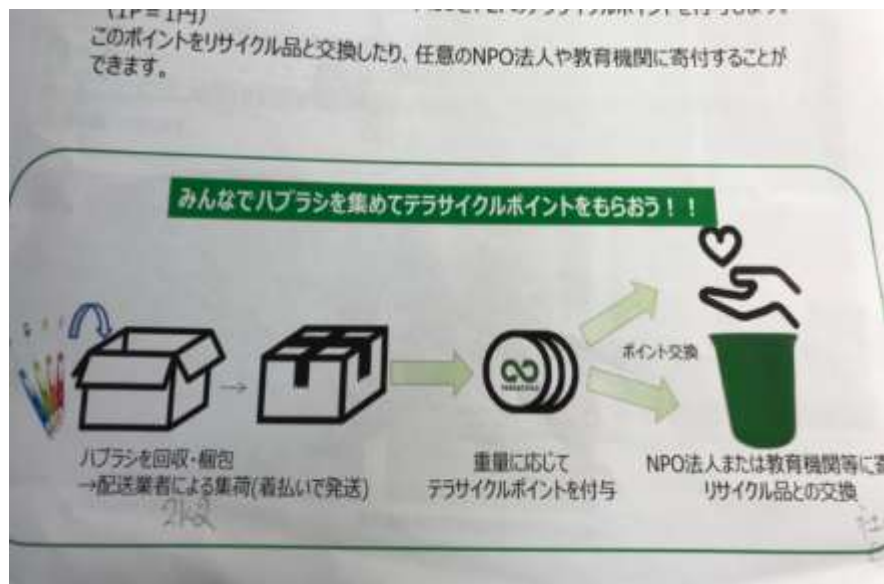 (1P=1円)
このポイントをリサイクル品と交換したり、任意のNPO法人や教育機関に寄付することが
できます。
みんなでハブラシを集めてテラサイクルポイントをもらおう！！
ポイント交換
ハブラシを回収・梱包
→配送業者による集荷(着払いで発送)
重量に応じて
テラサイクルポイントを付与
NPO法人または教育機関等に寄
リサイクル品との交換